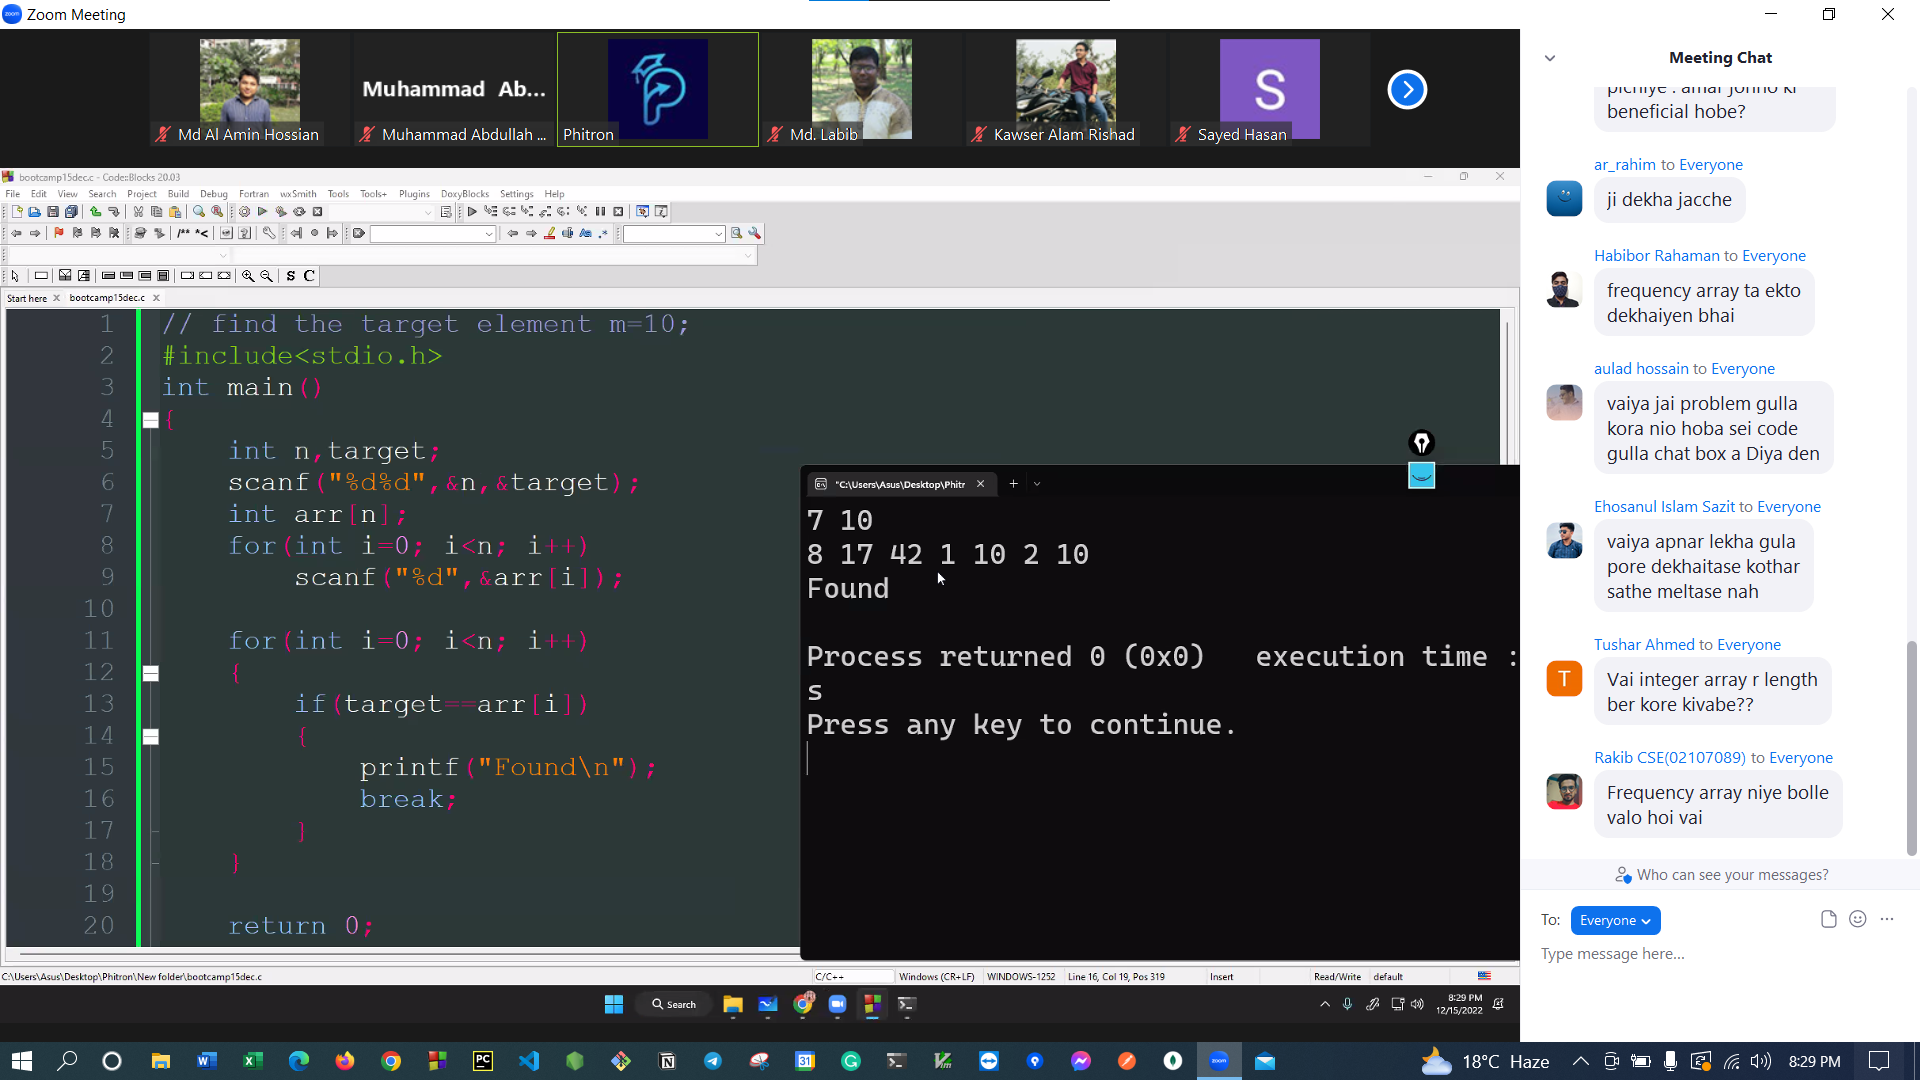 Zoom Meeting
Md Al Amin Hossian
Muhammad Ab...
Muhammad Abdullah ...
Phitron
Md. Labib
Kawser Alam Rishad
S
Sayed Hasan
bootcamp15dec.c - Code::Blocks 20.03
File Edit View Search Project Build Debug Fortran wxSmith Tools Tools+ Plugins DoxyBlocks Settings Help
Start here
bootcamp15dec.c
1 // find the target element m=10;
2 #include<stdio.h>
3 int main()
4 {
5 int n,target;
6 scanf("%d%d",&n,&target);
7 int arr[n];
8 for(int i=0; i<n; i++)
9 scanf("%d",&arr[i]);
10
11 for(int i=0; i<n; i++)
12 {
13 if(target==arr[i])
14 {
15 printf("Found\n");
16 break;
17 }
18 }
19
20 return 0;
"C:\Users\Asus\Desktop\Phitr
7 10
8 17 42 1 10 2 10
Found
Process returned 0 (0x0) execution time :
s
Press any key to continue.
C:\Users\Asus\Desktop\Phitron\New folder\bootcamp15dec.c
C/C++
Windows (CR+LF)
WINDOWS-1252
Line 16, Col 19, Pos 319
Insert
Read/Write
default
Search
8:29 PM
12/15/2022
Meeting Chat
beneficial hobe?
ar_rahim to Everyone
ji dekha jacche
Habibor Rahaman to Everyone
frequency array ta ekto
dekhaiyen bhai
aulad hossain to Everyone
vaiya jai problem gulla
kora nio hoba sei code
gulla chat box a Diya den
Ehosanul Islam Sazit to Everyone
vaiya apnar lekha gula
pore dekhaitase kothar
sathe meltase nah
Tushar Ahmed to Everyone
T
Vai integer array r length
ber kore kivabe??
Rakib CSE(02107089) to Everyone
Frequency array niye bolle
valo hoi vai
Who can see your messages?
To: Everyone
Type message here...
18°C Haze
8:29 PM